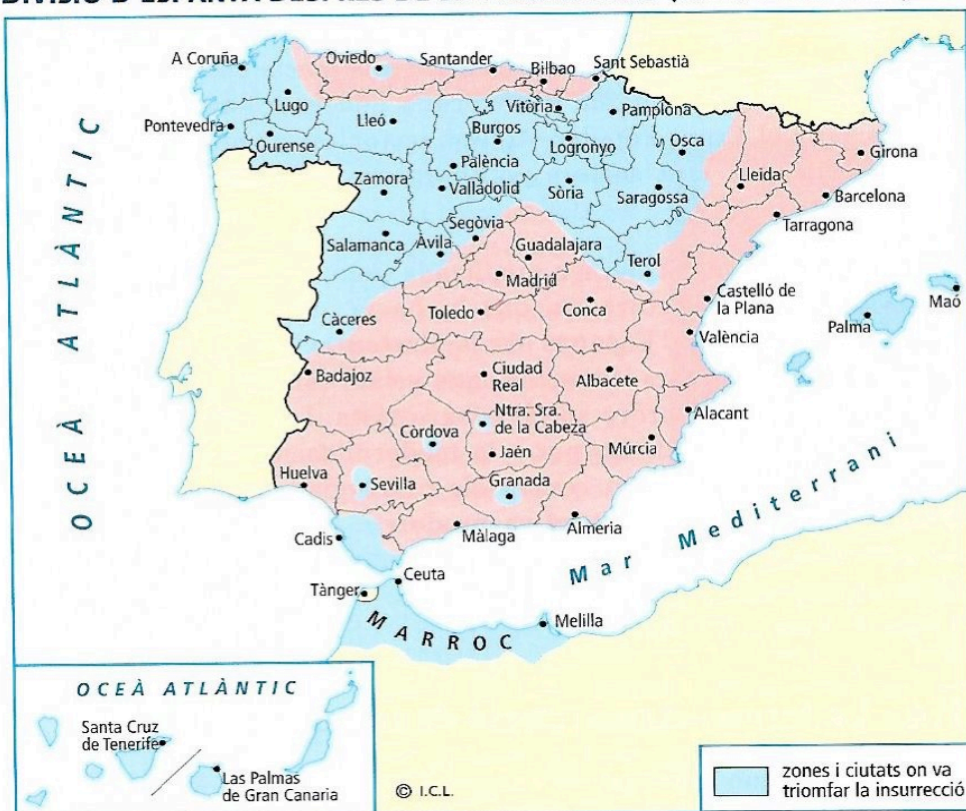 DIVISIÓ D'ESPANYA DESPRÉS DE
A Coruña
Oviedo
Santander
Bilbao
Sant Sebastià
Lugo
Vitòria
Pamplona
Pontevedra
Lleó
Burgos
Ourense
Logronyo
Osca
Girona
Palència
Lleida
Zamora
Valladolid
Sòria
Saragossa
Barcelona
Segòvia
Tarragona
Salamanca
Àvila
Guadalajara
Terol
Madrid
Castelló de
la Plana
Maó
Toledo
Conca
Palma
Càceres
València
Badajoz
Ciudad
Real
Albacete
Ntra. Sra.
de la Cabeza
Alacant
Còrdova
Múrcia
Jaén
Huelva
Sevilla
Granada
Cadis
Màlaga
Almeria
Ceuta
Tànger
Melilla
MARROC
OCEÀ ATLÀNTIC
Mar Mediterrani
OCEÀ ATLÀNTIC
Santa Cruz
de Tenerife
Las Palmas
de Gran Canaria
© I.C.L.
zones i ciutats on va
triomfar la insurrecció